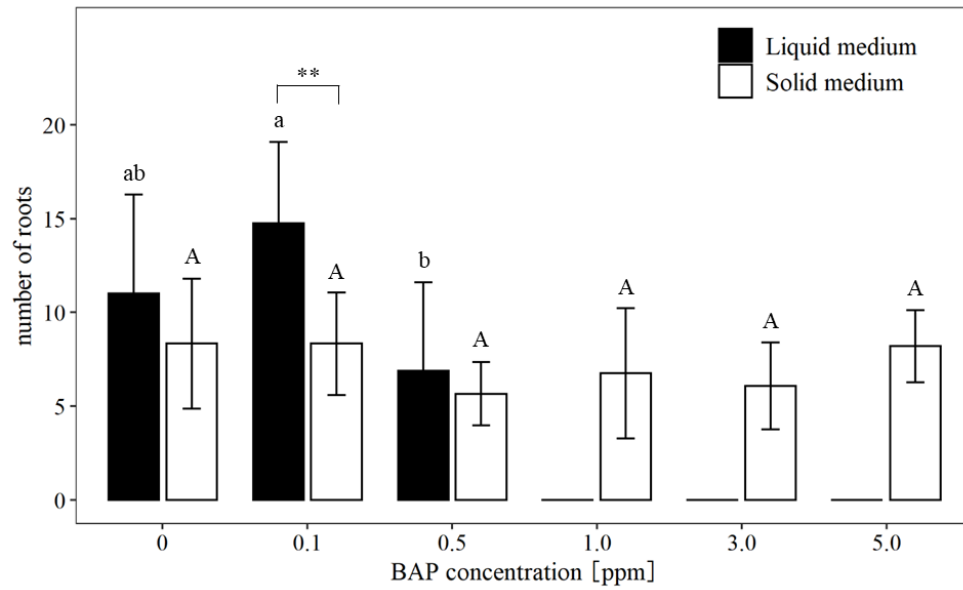 Liquid medium
Solid medium
**
a
ab
A
A
b
A
A
A
A
20
15
10
5
0
number of roots
0 0.1 0.5 1.0 3.0 5.0
BAP concentration [ppm]